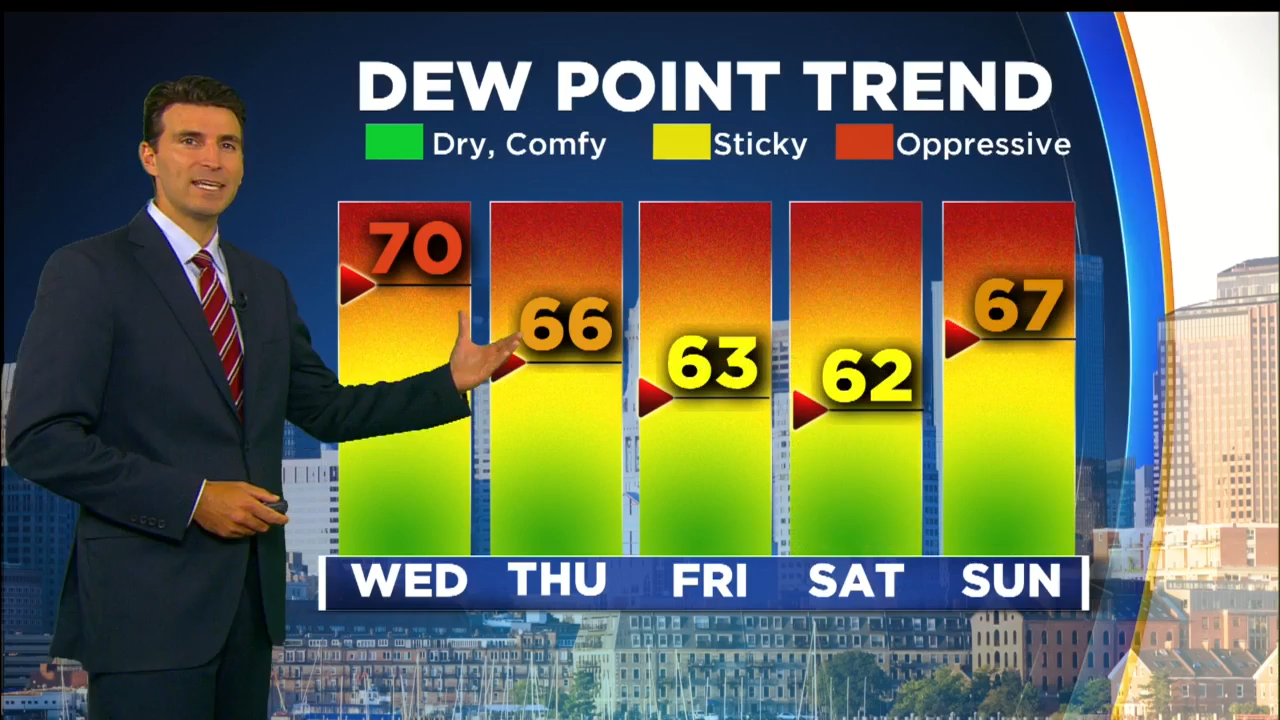 DEW POINT TREND
Dry, Comfy Sticky Oppressive
70 66 63 62 67
WED THU FRI SAT SUN